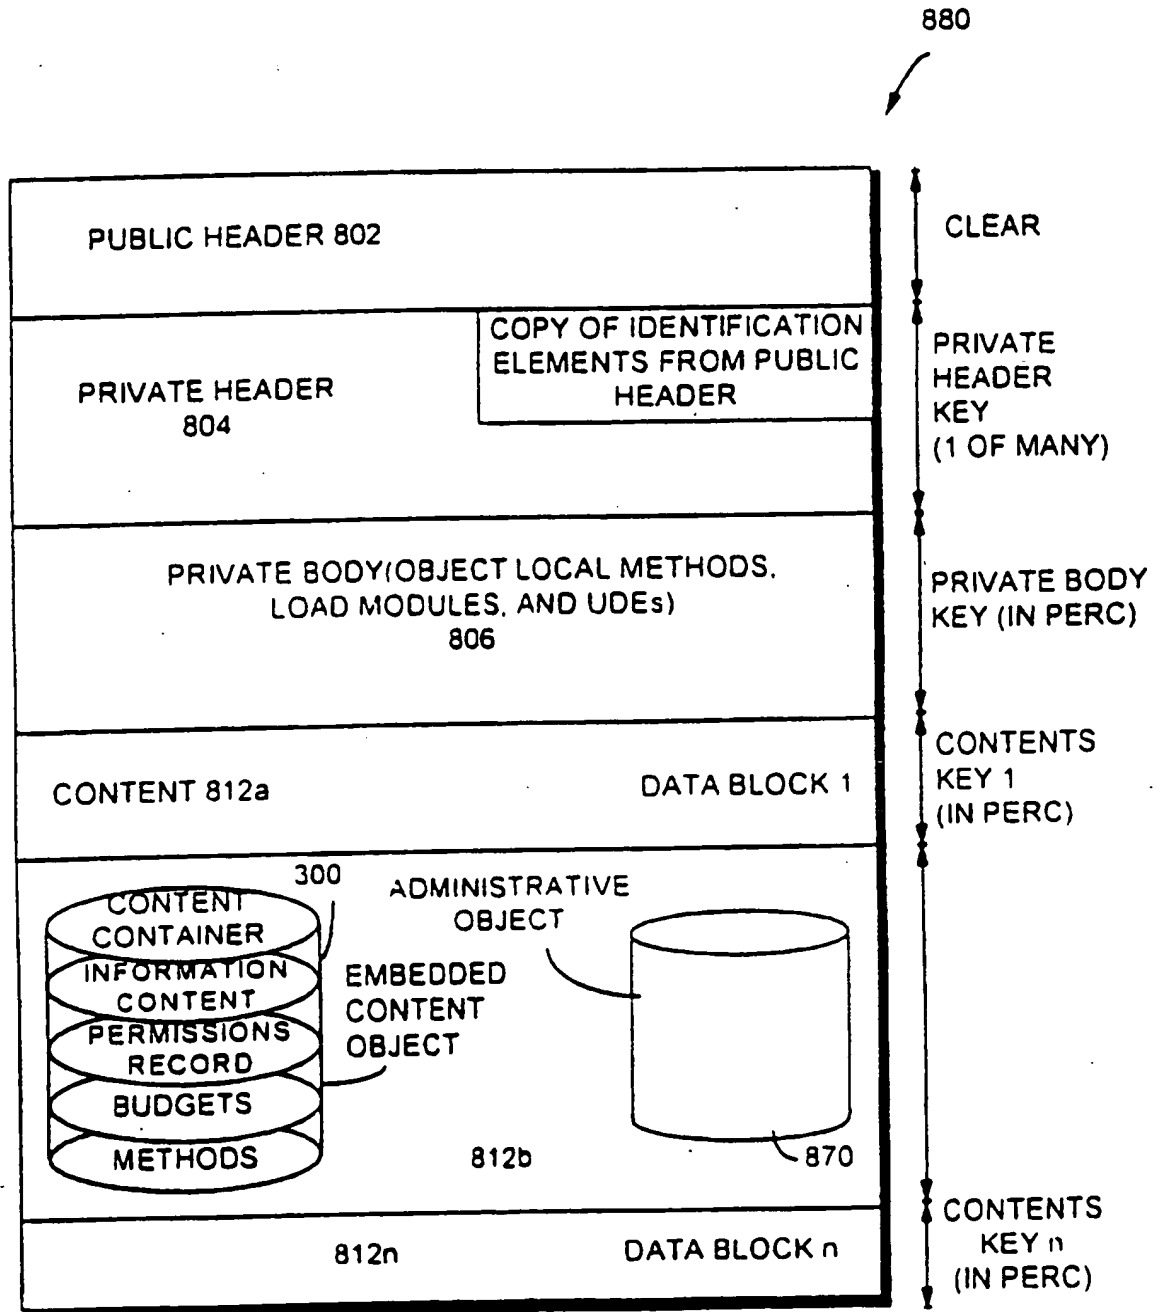 880
PUBLIC HEADER 802
CLEAR
PRIVATE HEADER
804
COPY OF IDENTIFICATION
ELEMENTS FROM PUBLIC
HEADER
PRIVATE
HEADER
KEY
(1 OF MANY)
PRIVATE BODY(OBJECT LOCAL METHODS,
LOAD MODULES, AND UDEs)
806
PRIVATE BODY
KEY (IN PERC)
CONTENT 812a
DATA BLOCK 1
CONTENTS
KEY 1
(IN PERC)
300
CONTENT
CONTAINER
INFORMATION
CONTENT
PERMISSIONS
RECORD
BUDGETS
METHODS
EMBEDDED
CONTENT
OBJECT
ADMINISTRATIVE
OBJECT
812b
870
812n
DATA BLOCK n
CONTENTS
KEY n
(IN PERC)